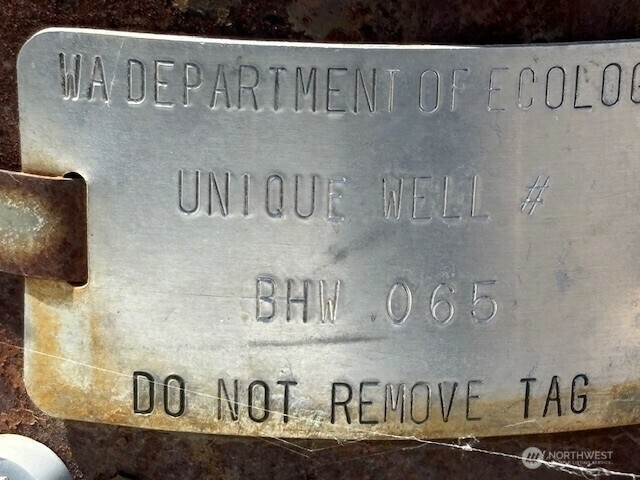 WA DEPARTMENT OF ECOLOG
UNIQUE WELL #
BHW 065
DO NOT REMOVE TAG
NORTHWEST